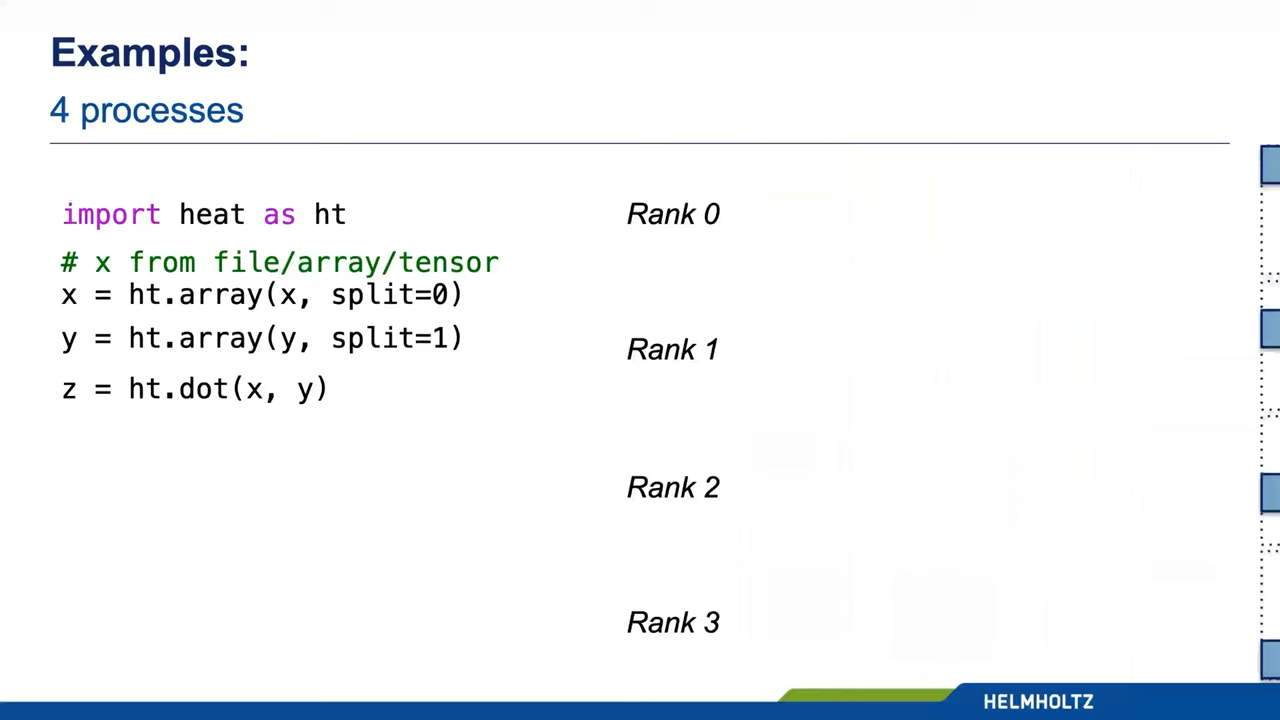 Examples:
4 processes
import heat as ht
# x from file/array/tensor
x = ht.array(x, split=0)
y = ht.array(y, split=1)
z = ht.dot(x, y)
Rank 0
Rank 1
Rank 2
Rank 3
HELMHOLTZ